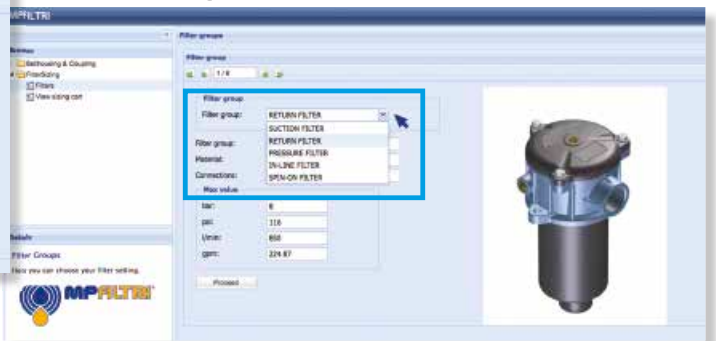 MPFILTRI
Filter groups
Browse
Bellhousing & Coupling
FilterSizing
Filters
View sizing cart
Filter group
1/8
Filter group
Filter group:
RETURN FILTER
SUCTION FILTER
RETURN FILTER
PRESSURE FILTER
IN-LINE FILTER
SPIN-ON FILTER
Filter group:
Material:
Connections:
Max value
bar:
8
psi:
116
l/min:
850
gpm:
224.87
Proceed
Details
Filter Groups
Here you can choose your filter setting.
MPFILTRI